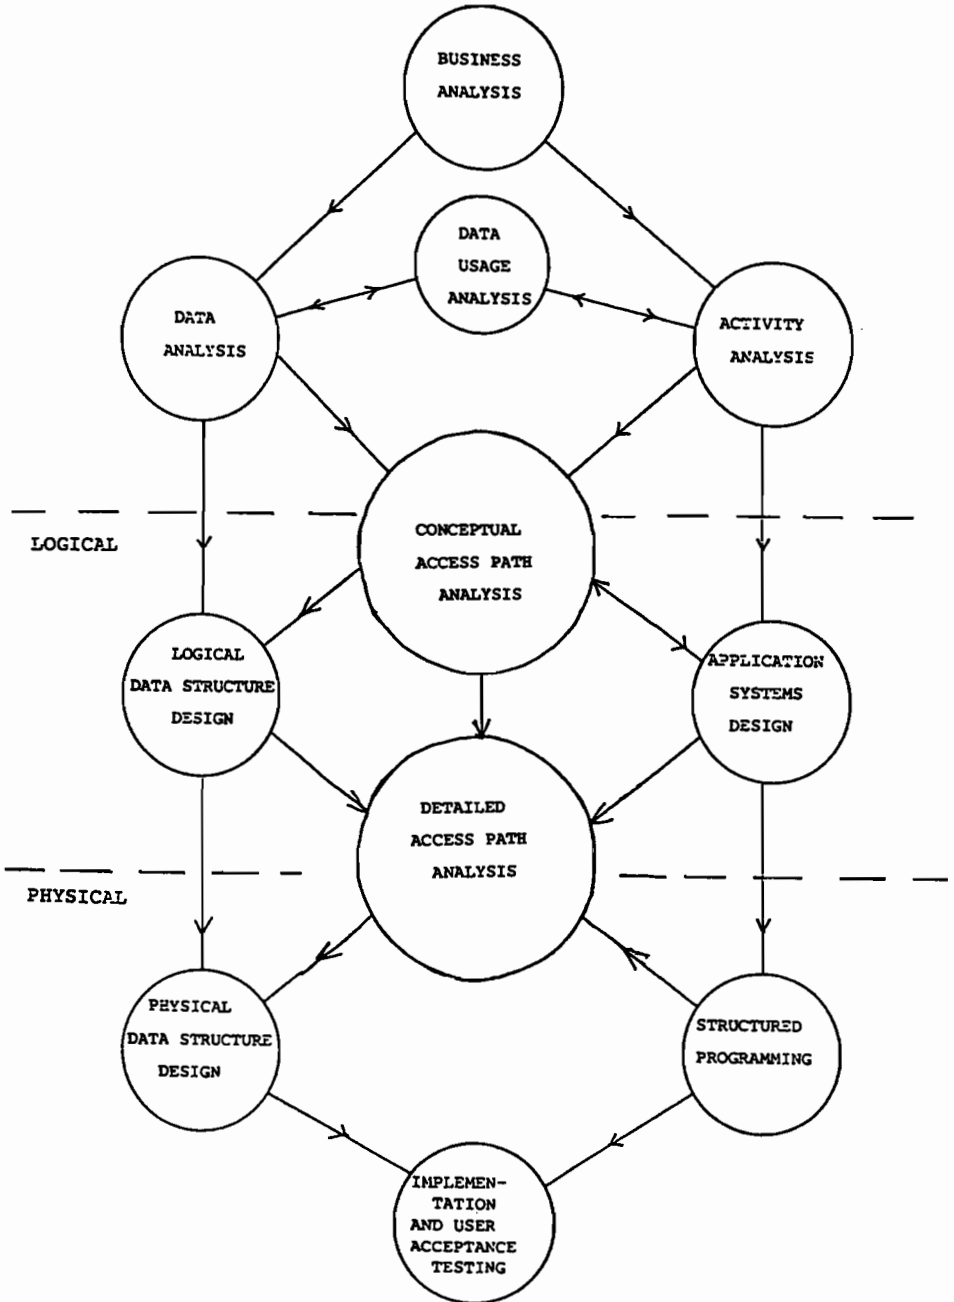 BUSINESS
ANALYSIS
DATA
USAGE
ANALYSIS
DATA
ANALYSIS
ACTIVITY
ANALYSIS
CONCEPTUAL
ACCESS PATH
ANALYSIS
LOGICAL
LOGICAL
DATA STRUCTURE
DESIGN
APPLICATION
SYSTEMS
DESIGN
DETAILED
ACCESS PATH
ANALYSIS
PHYSICAL
PHYSICAL
DATA STRUCTURE
DESIGN
STRUCTURED
PROGRAMMING
IMPLEMEN-
TATION
AND USER
ACCEPTANCE
TESTING